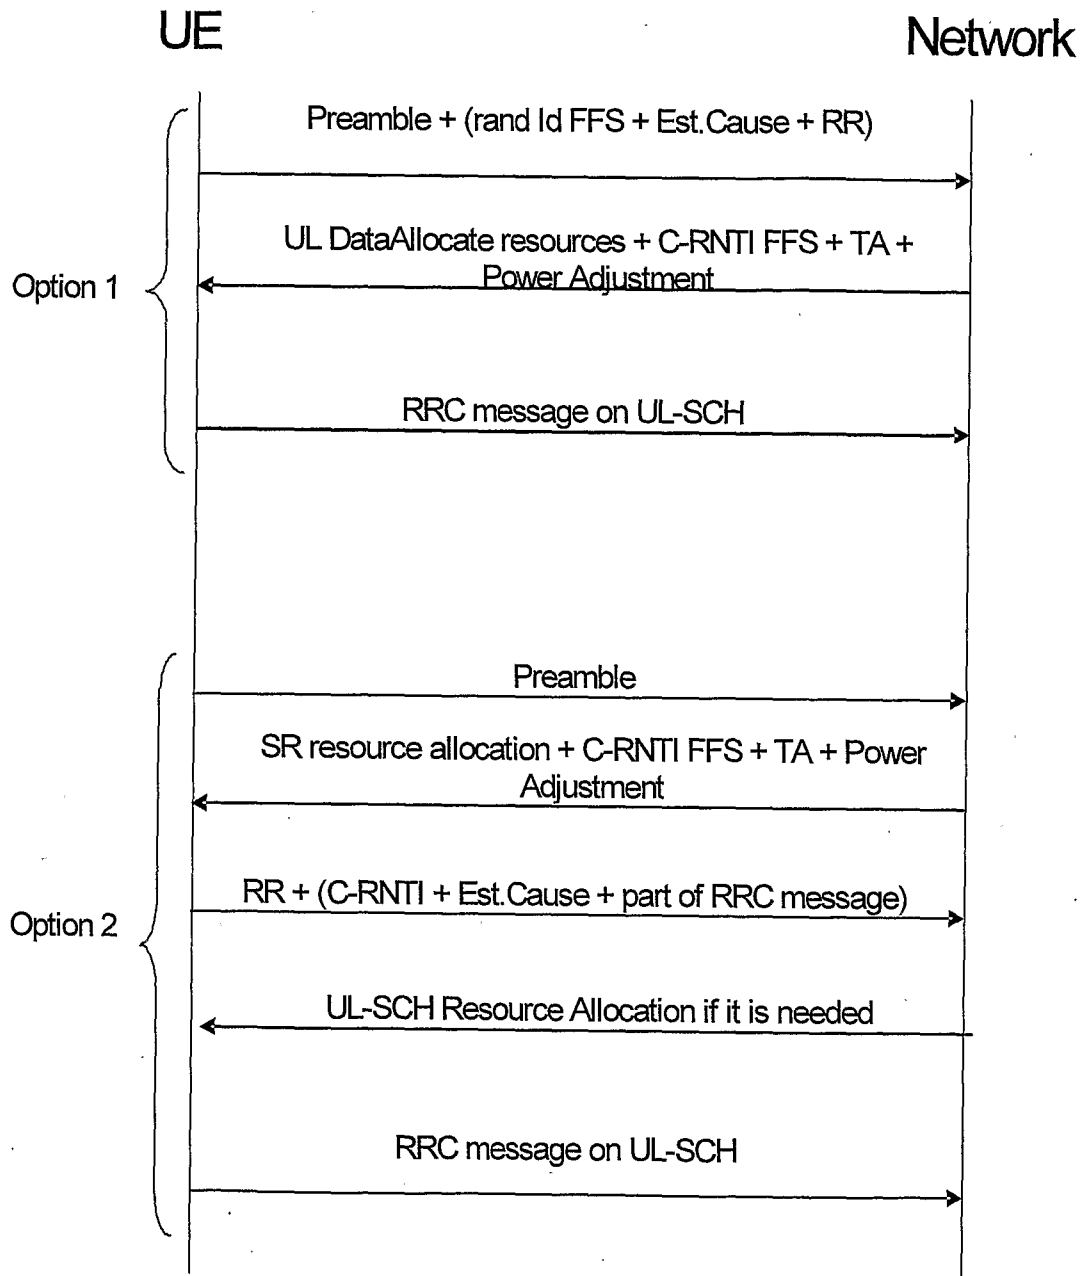 UE
Network
Preamble + (rand Id FFS + Est.Cause + RR)
UL DataAllocate resources + C-RNTI FFS + TA +
Power Adjustment
Option 1
RRC message on UL-SCH
Preamble
SR resource allocation + C-RNTI FFS + TA + Power
Adjustment
RR + (C-RNTI + Est.Cause + part of RRC message)
Option 2
UL-SCH Resource Allocation if it is needed
RRC message on UL-SCH